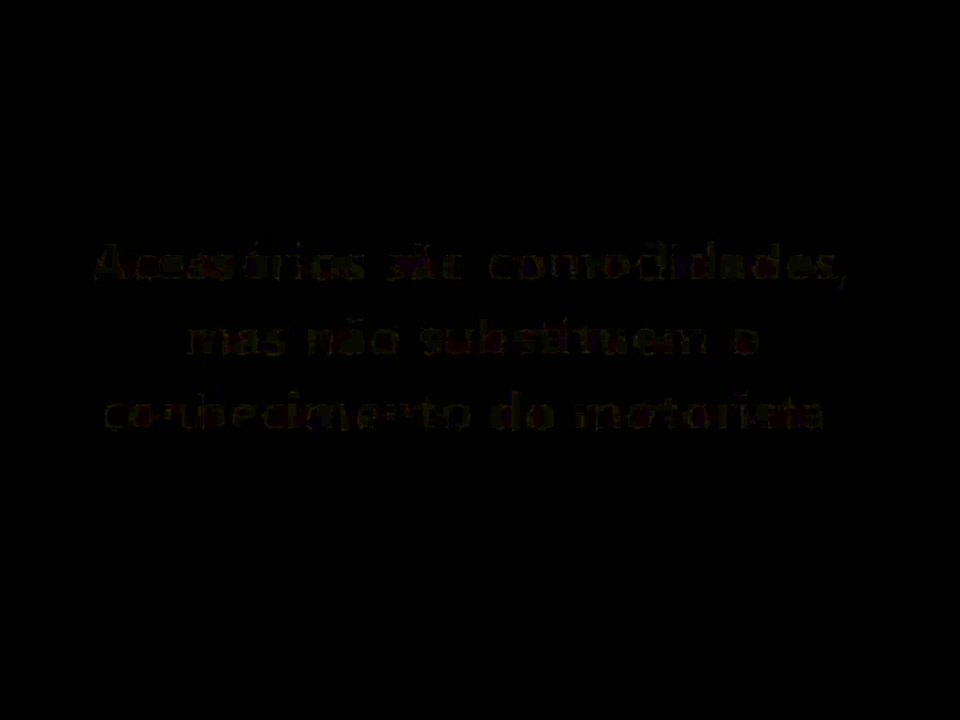 Acessórios são comodidades,
mas não substituem o
conhecimento do motorista